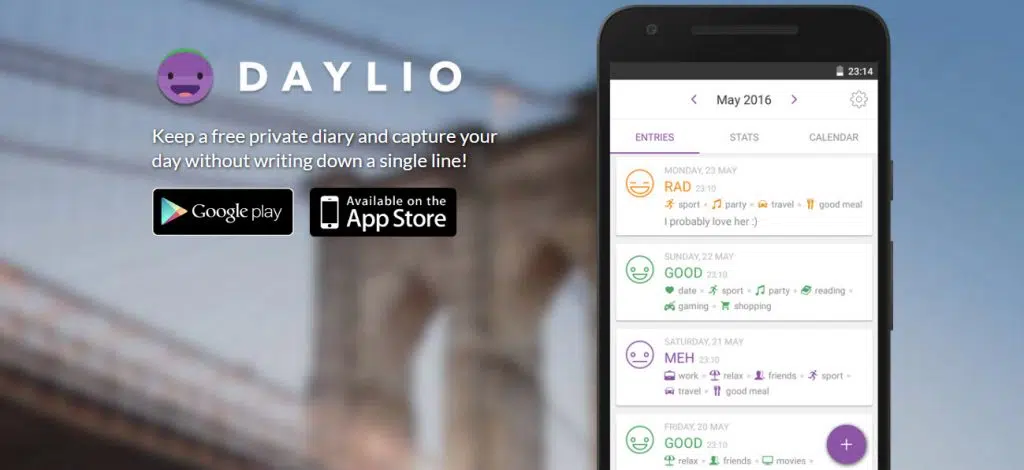 DAYLIO
Keep a free private diary and capture your
day without writing down a single line!
Google play
Available on the
App Store
23:14
May 2016
ENTRIES STATS CALENDAR
MONDAY, 23 MAY
RAD 23:10
sport • party • travel • good meal
I probably love her :)
SUNDAY, 22 MAY
GOOD 23:10
date • sport • party • reading •
gaming • shopping
SATURDAY, 21 MAY
MEH 23:10
work • relax • friends • sport •
travel • good meal
FRIDAY, 20 MAY
GOOD 23:10
relax • friends • movies •